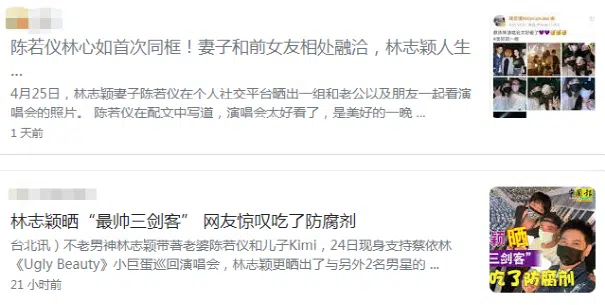 陈若仪林心如首次同框！妻子和前女友相处融洽，林志颖人生
...
4月25日，林志颖妻子陈若仪在个人社交平台晒出一组和老公以及朋友一起看演
唱会的照片。 陈若仪在配文中写道，演唱会太好看了，是美好的一晚 ...
1 天前
林志颖晒“最帅三剑客” 网友惊叹吃了防腐剂
台北讯）不老男神林志颖带著老婆陈若仪和儿子Kimi，24日现身支持蔡依林
《Ugly Beauty》小巨蛋巡回演唱会，林志颖更晒出了与另外2名男星的 ...
21 小时前
中國報
颖晒
三剑客”
吃了防腐剂